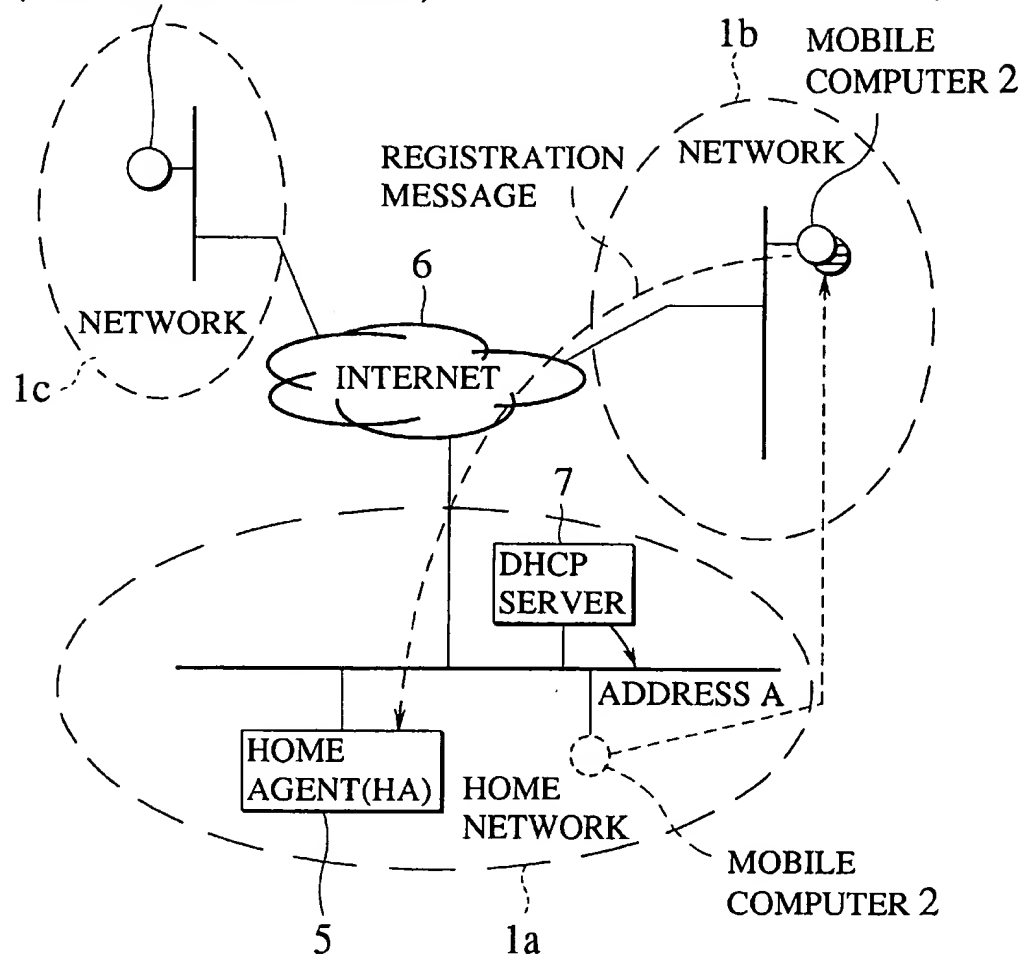 1b
MOBILE
COMPUTER 2
REGISTRATION
MESSAGE
NETWORK
6
NETWORK
INTERNET
1c
7
DHCP
SERVER
ADDRESS A
HOME
AGENT(HA)
HOME
NETWORK
MOBILE
COMPUTER 2
5
1a